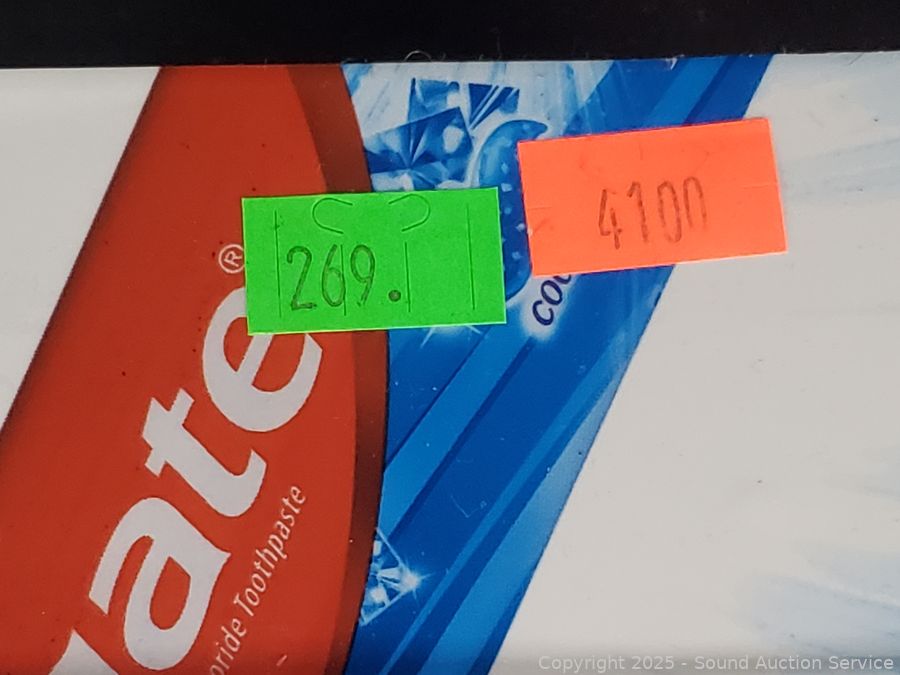 269.
4100
®
ate
oride Toothpaste
coo
Copyright 2025 - Sound Auction Service